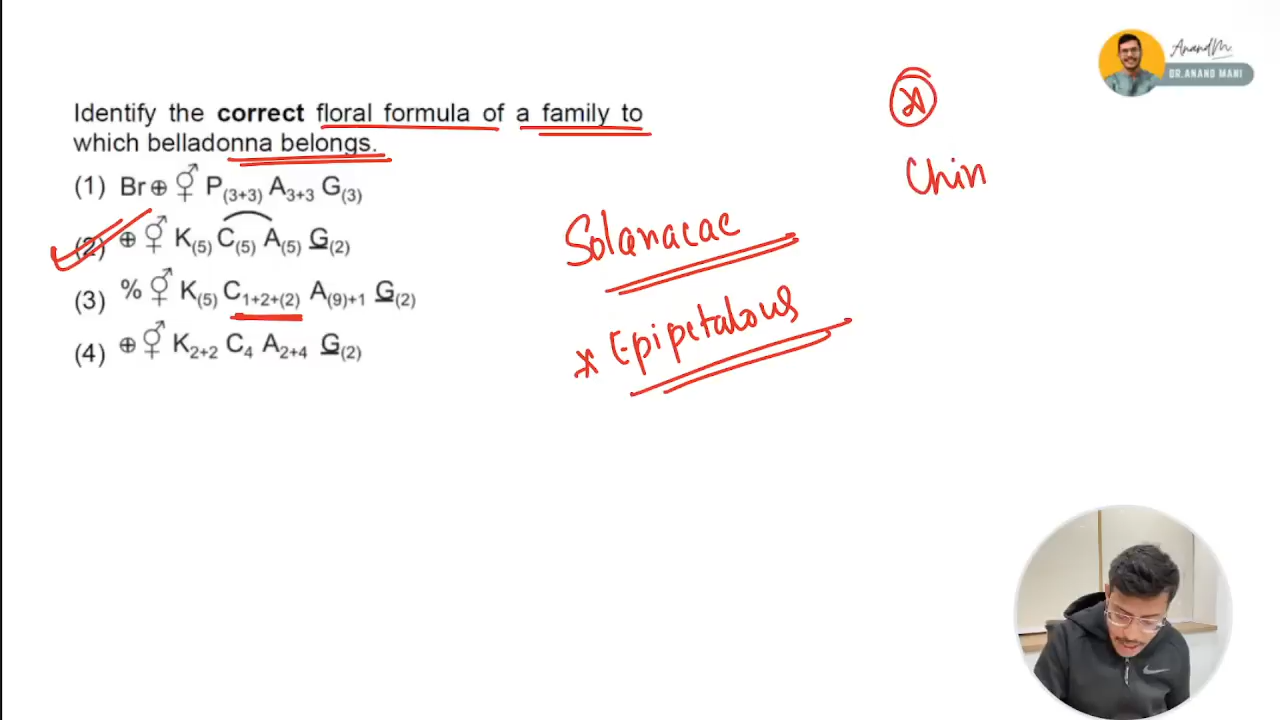 AnandM.
DR.ANAND MANI
Identify the correct floral formula of a family to
which belladonna belongs.
(1) Br ⊕ ⚥ P(3+3) A3+3 G(3)
(2) ⊕ ⚥ K(5) C(5) A(5) G(2)
(3) % ⚥ K(5) C1+2+(2) A(9)+1 G(2)
(4) ⊕ ⚥ K2+2 C4 A2+4 G(2)
Chin
Solanacae
* Epipetalous